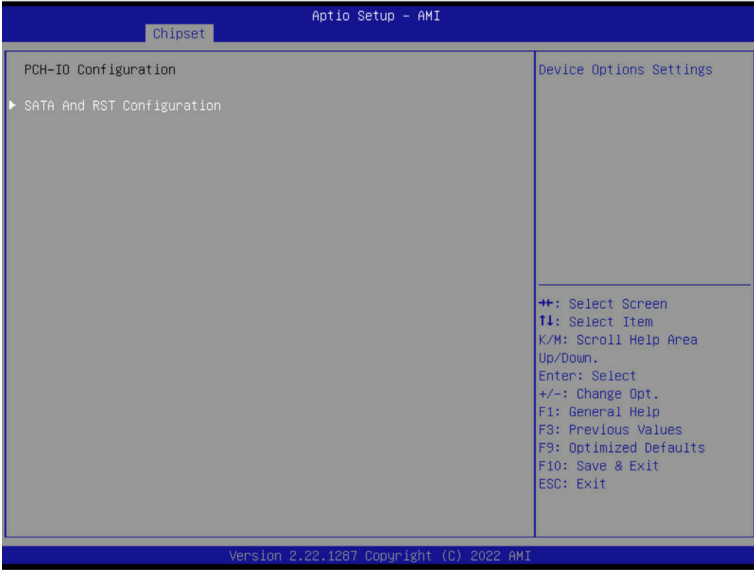 Aptio Setup – AMI
Chipset
PCH-IO Configuration
SATA And RST Configuration
Device Options Settings
→←: Select Screen
↑↓: Select Item
K/M: Scroll Help Area
Up/Down.
Enter: Select
+/-: Change Opt.
F1: General Help
F3: Previous Values
F9: Optimized Defaults
F10: Save & Exit
ESC: Exit
Version 2.22.1287 Copyright (C) 2022 AMI